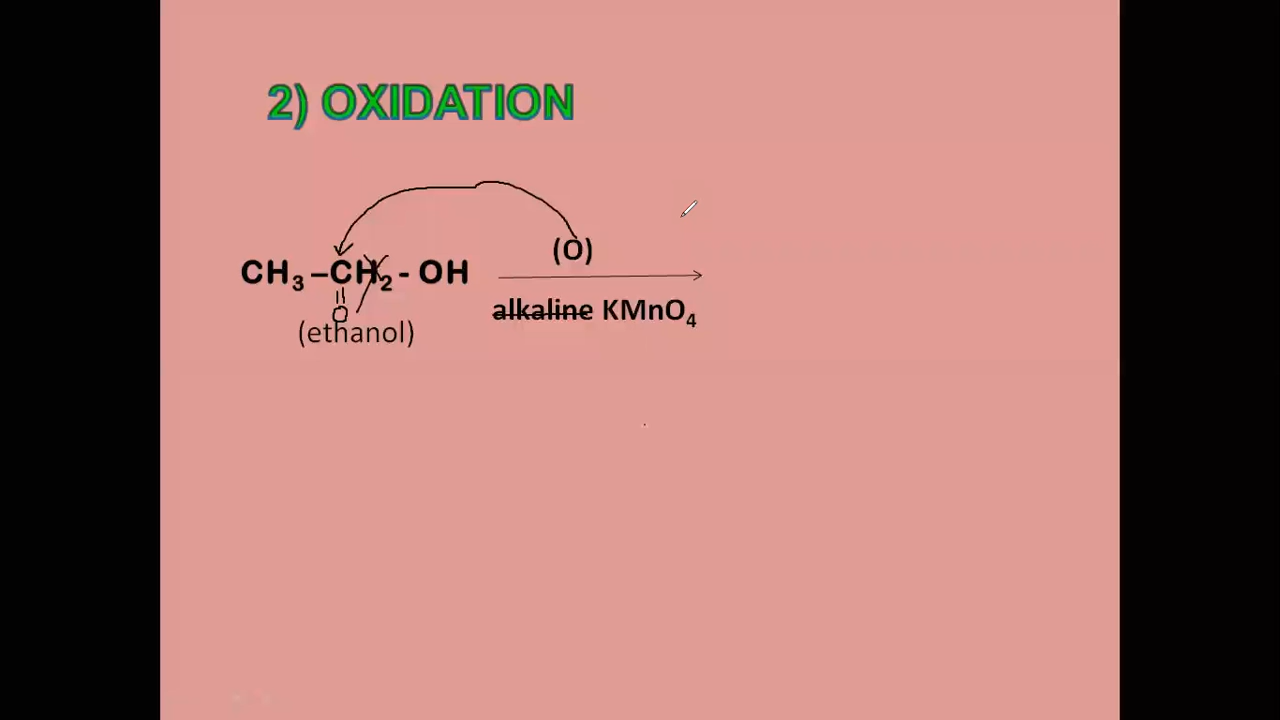 2) OXIDATION
(O)
CH₃ –CH₂ - OH
alkaline KMnO₄
O
(ethanol)